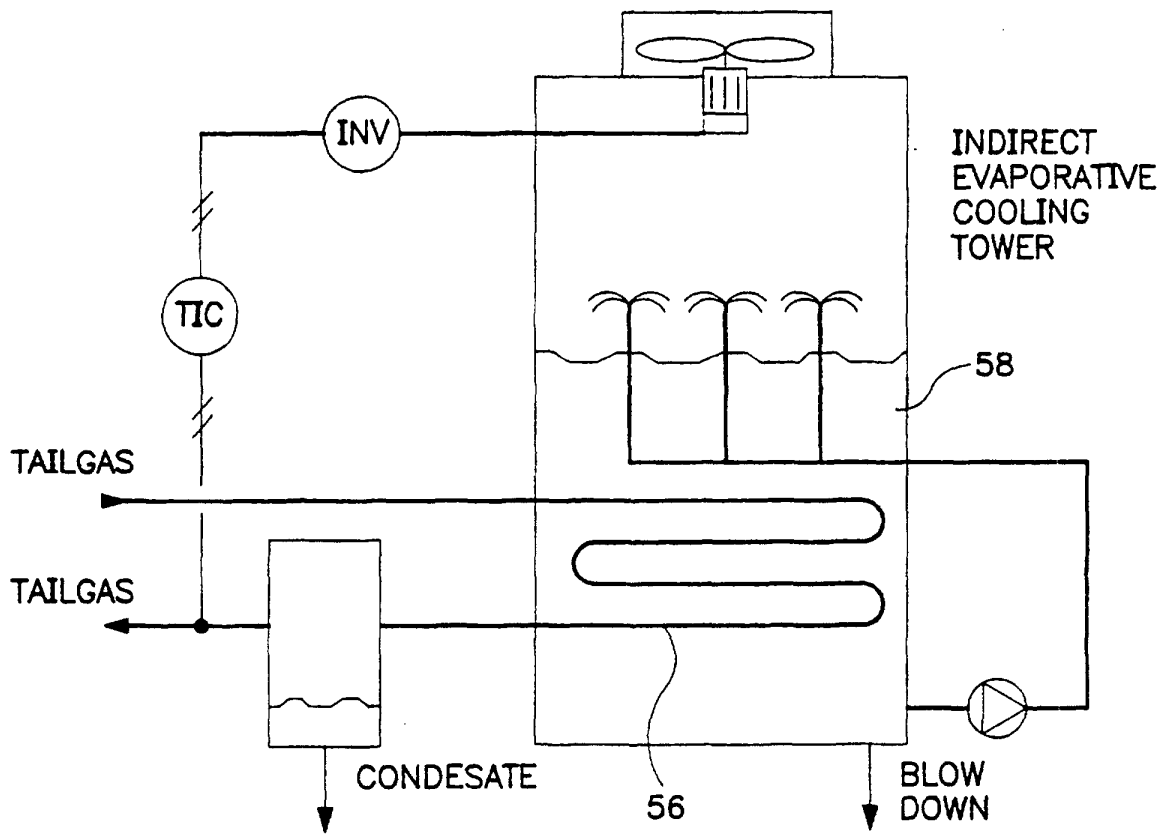 INV
INDIRECT
EVAPORATIVE
COOLING
TOWER
TIC
58
TAILGAS
TAILGAS
CONDESATE
56
BLOW
DOWN